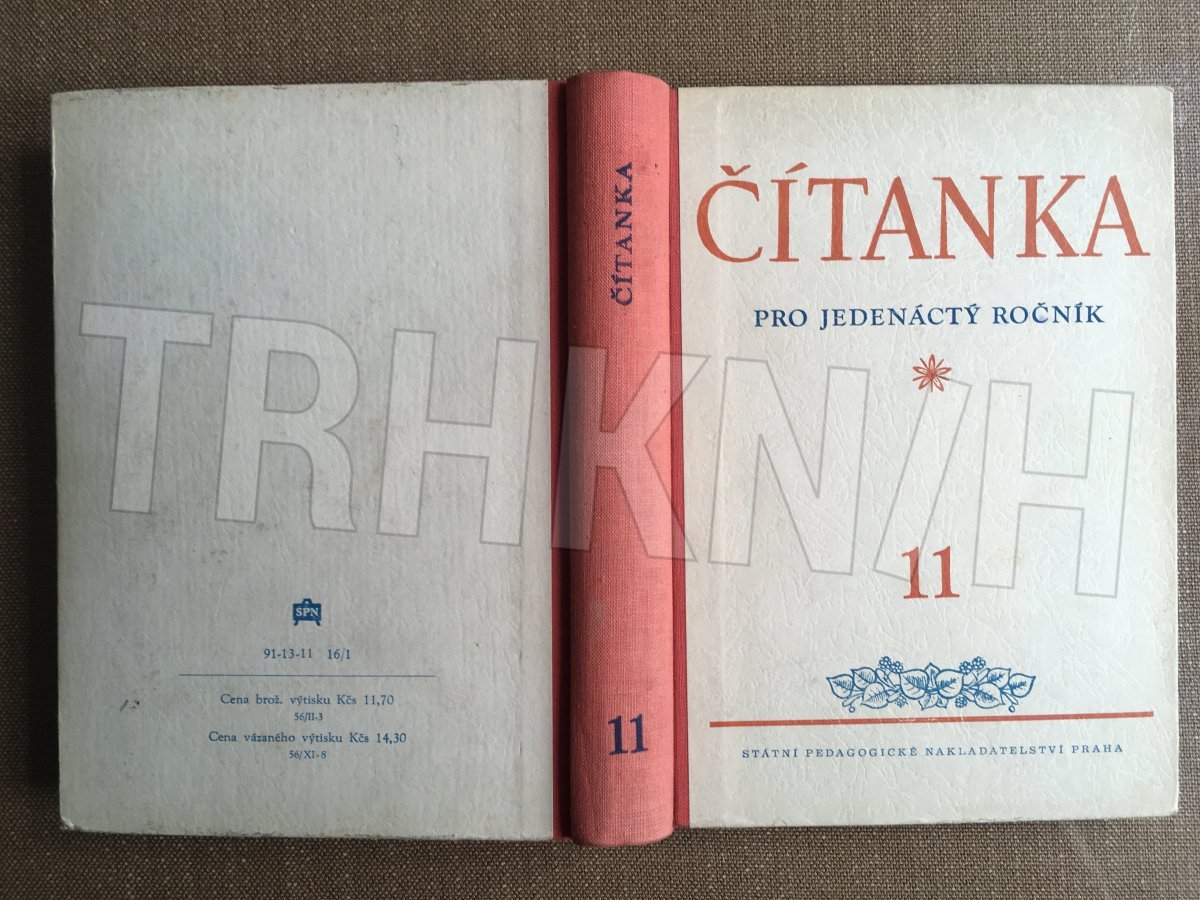 SPN
91-13-11 16/1
Cena brož. výtisku Kčs 11,70
56/II-3
Cena vázaného výtisku Kčs 14,30
56/XI-8
ČÍTANKA
11
ČÍTANKA
PRO JEDENÁCTÝ ROČNÍK
11
STÁTNÍ PEDAGOGICKÉ NAKLADATELSTVÍ PRAHA
TRHKNIH